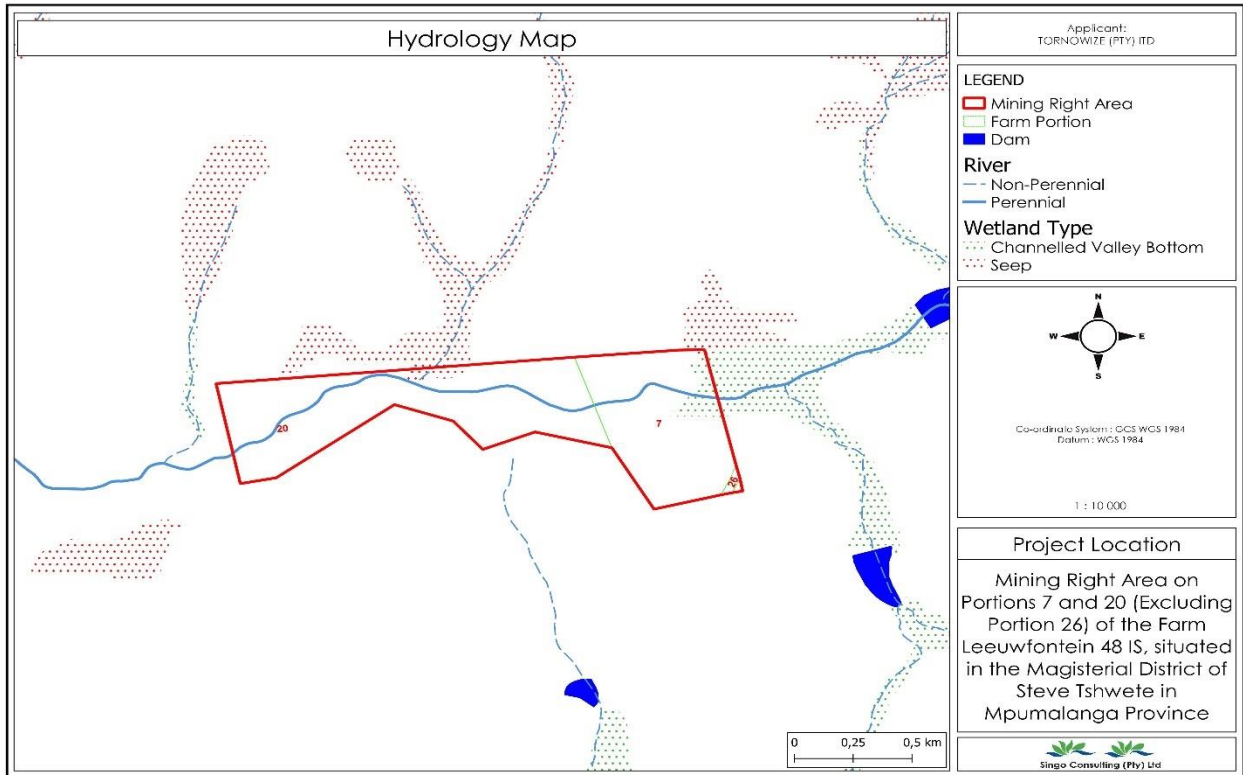 Hydrology Map
20
7
26
0 0,25 0,5 km
Applicant:
TORNOWIZE (PTY) lTD
LEGEND
Mining Right Area
Farm Portion
Dam
River
Non-Perennial
Perennial
Wetland Type
Channelled Valley Bottom
Seep
N
W E
S
Co-ordinate System : GCS WGS 1984
Datum : WGS 1984
1 : 10 000
Project Location
Mining Right Area on
Portions 7 and 20 (Excluding
Portion 26) of the Farm
Leeuwfontein 48 IS, situated
in the Magisterial District of
Steve Tshwete in
Mpumalanga Province
Singo Consulting (Pty) Ltd